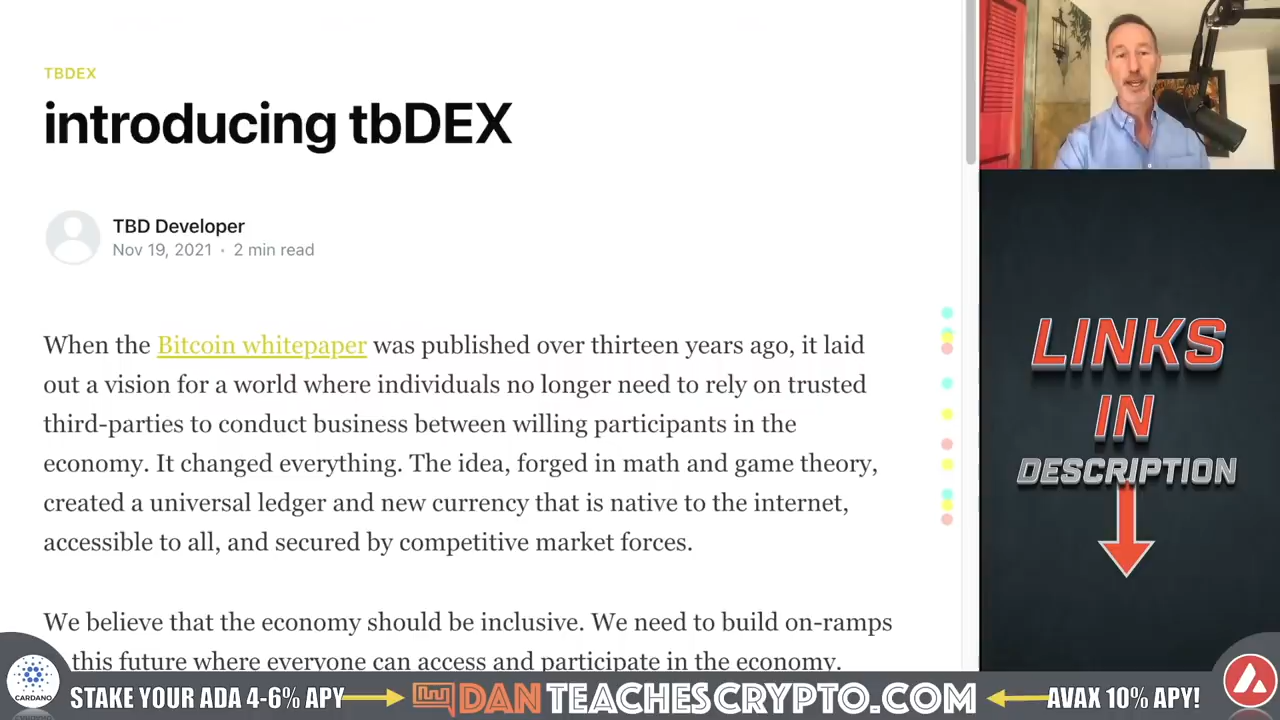 TBDEX
introducing tbDEX
TBD Developer
Nov 19, 2021 • 2 min read
When the Bitcoin whitepaper was published over thirteen years ago, it laid
out a vision for a world where individuals no longer need to rely on trusted
third-parties to conduct business between willing participants in the
economy. It changed everything. The idea, forged in math and game theory,
created a universal ledger and new currency that is native to the internet,
accessible to all, and secured by competitive market forces.
We believe that the economy should be inclusive. We need to build on-ramps
this future where everyone can access and participate in the economy.
LINKS
IN
DESCRIPTION
CARDANO
STAKE YOUR ADA 4-6% APY
DANTEACHESCRYPTO.COM
AVAX 10% APY!